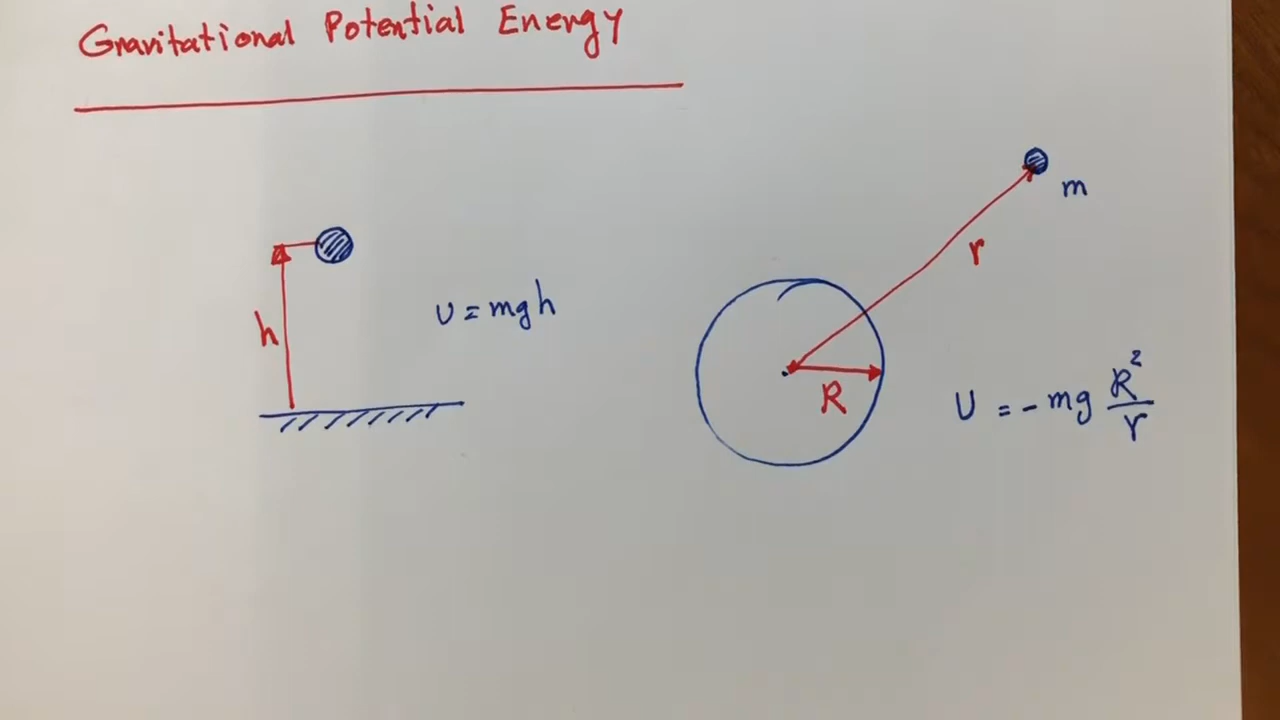 Gravitational Potential Energy
m
r
h
U = mgh
R
U = - mg R²/r